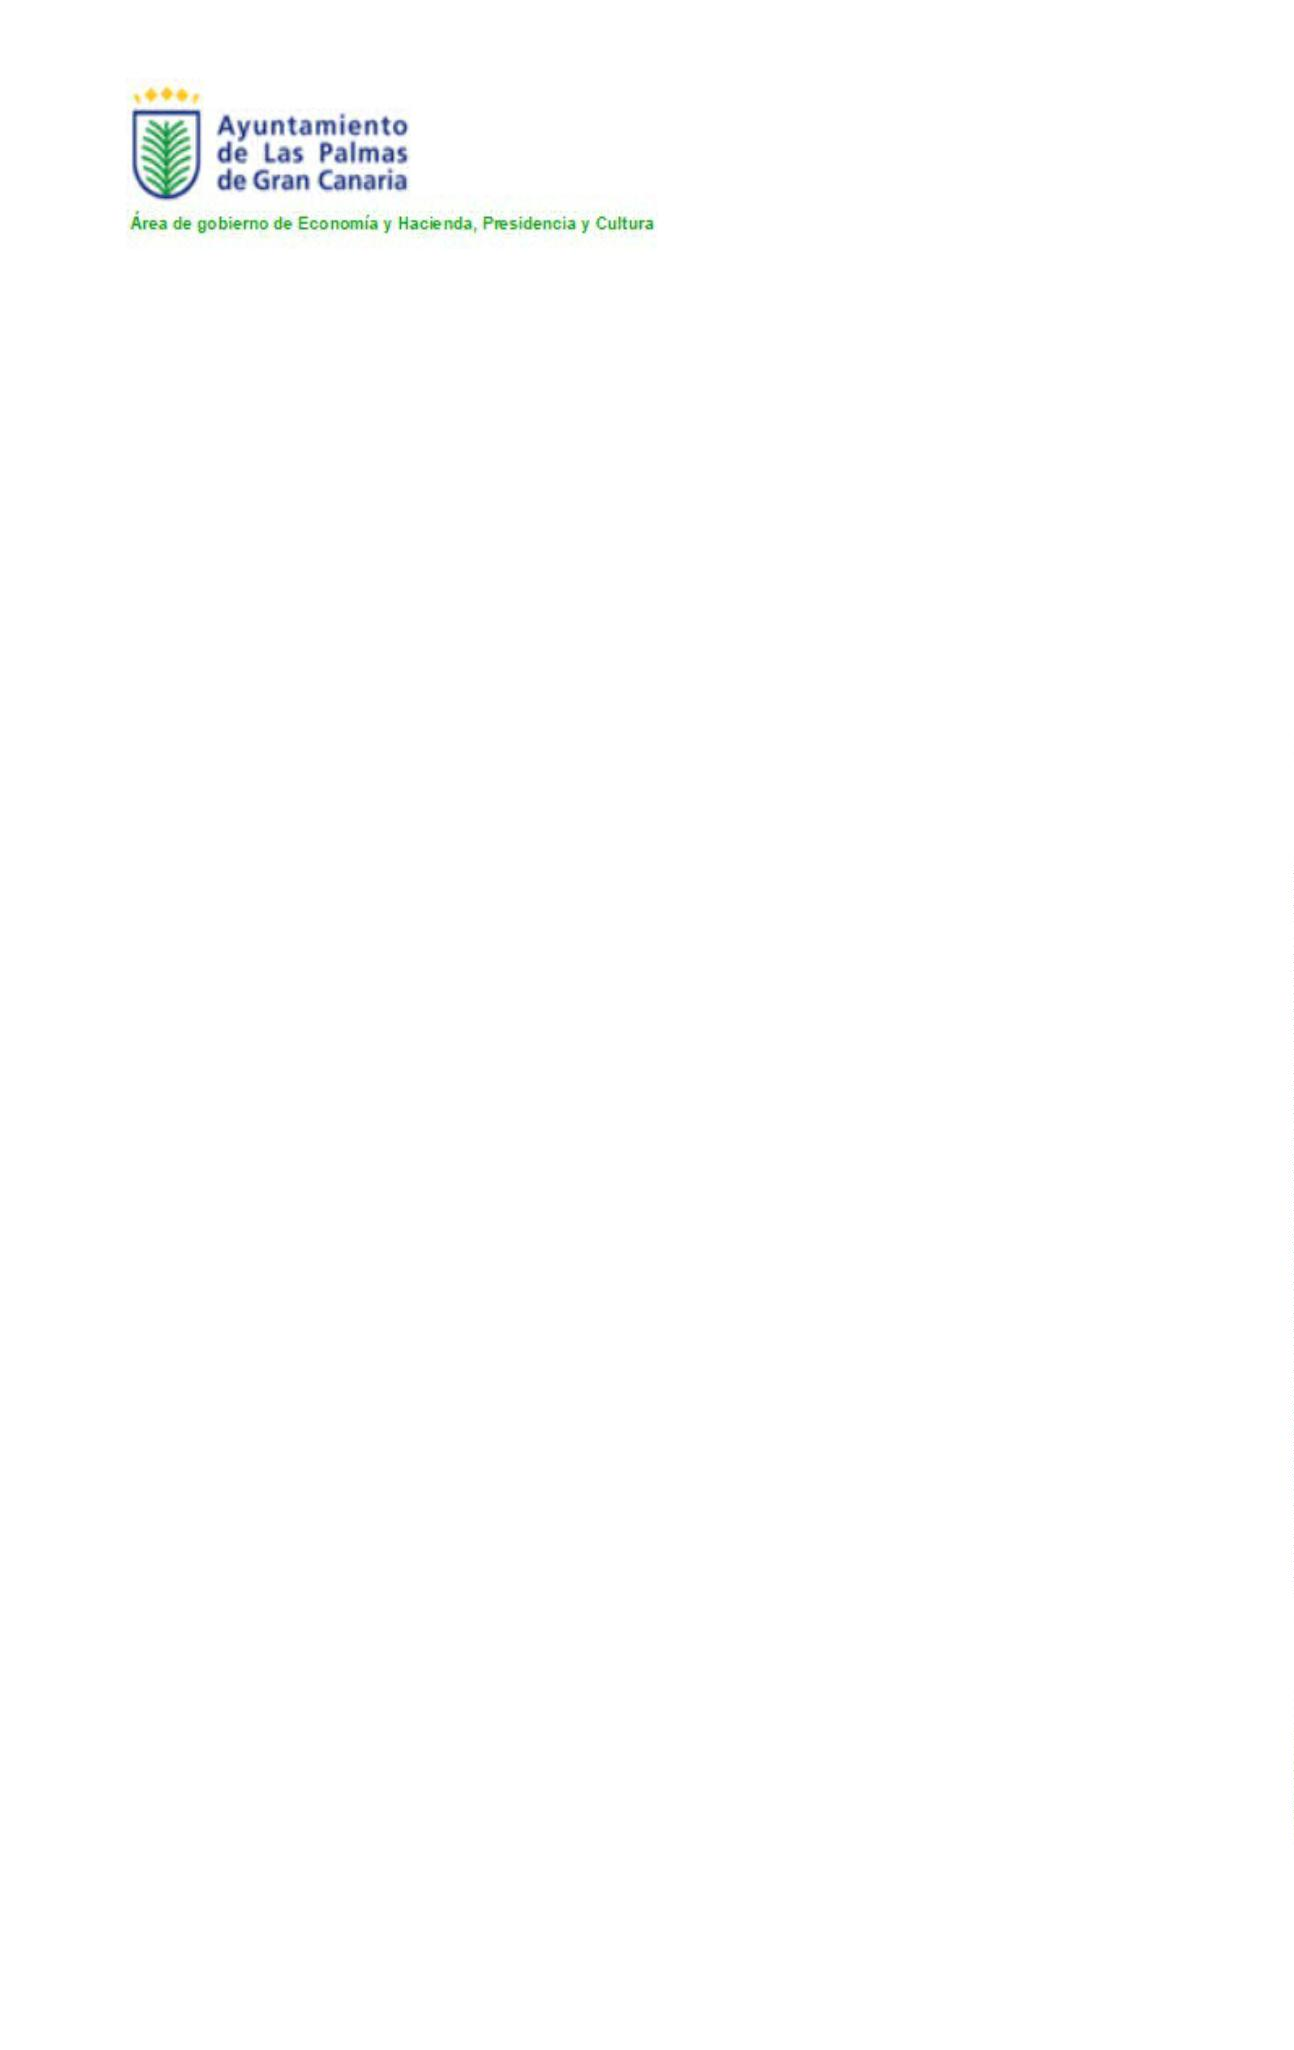 Ayuntamiento
de Las Palmas
de Gran Canaria
Área de gobierno de Economía y Hacienda, Presidencia y Cultura